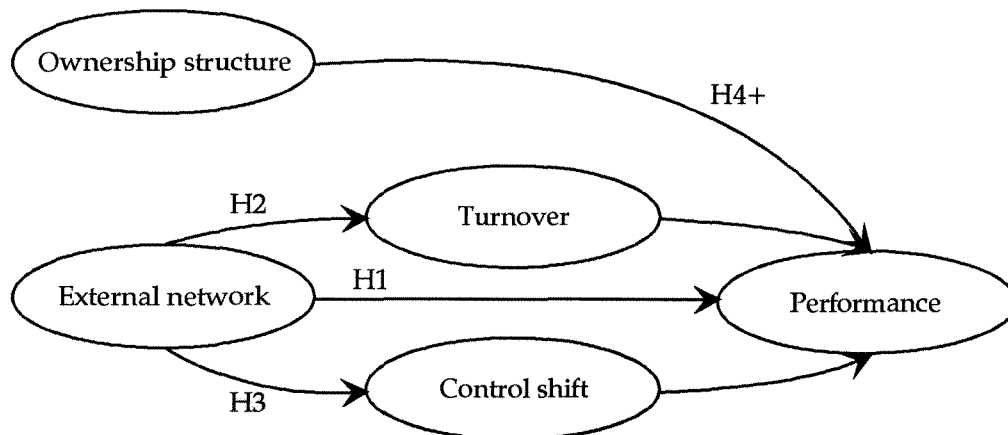 Ownership structure
H4+
H2
Turnover
External network
H1
Performance
H3
Control shift